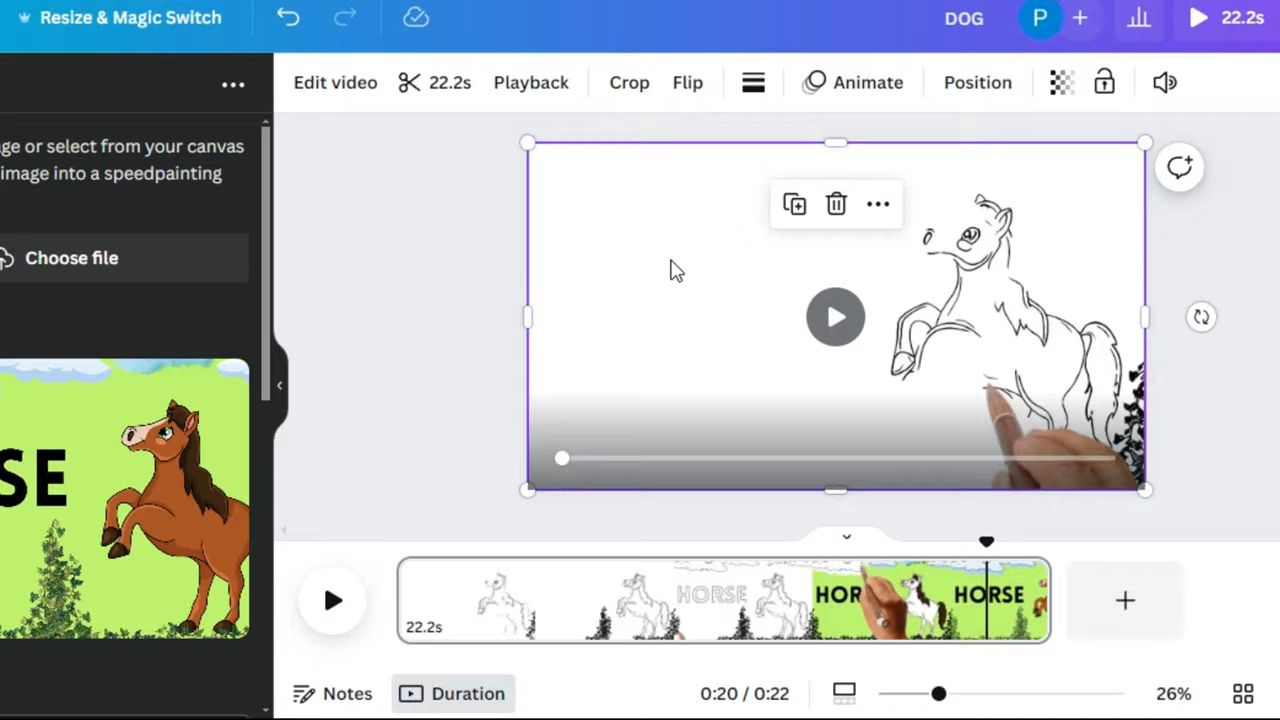 Resize & Magic Switch
DOG
P
22.2s
Edit video
22.2s
Playback
Crop
Flip
Animate
Position
ge or select from your canvas
image into a speedpainting
Choose file
SE
HORSE
HOR
HORSE
22.2s
Notes
Duration
0:20 / 0:22
26%